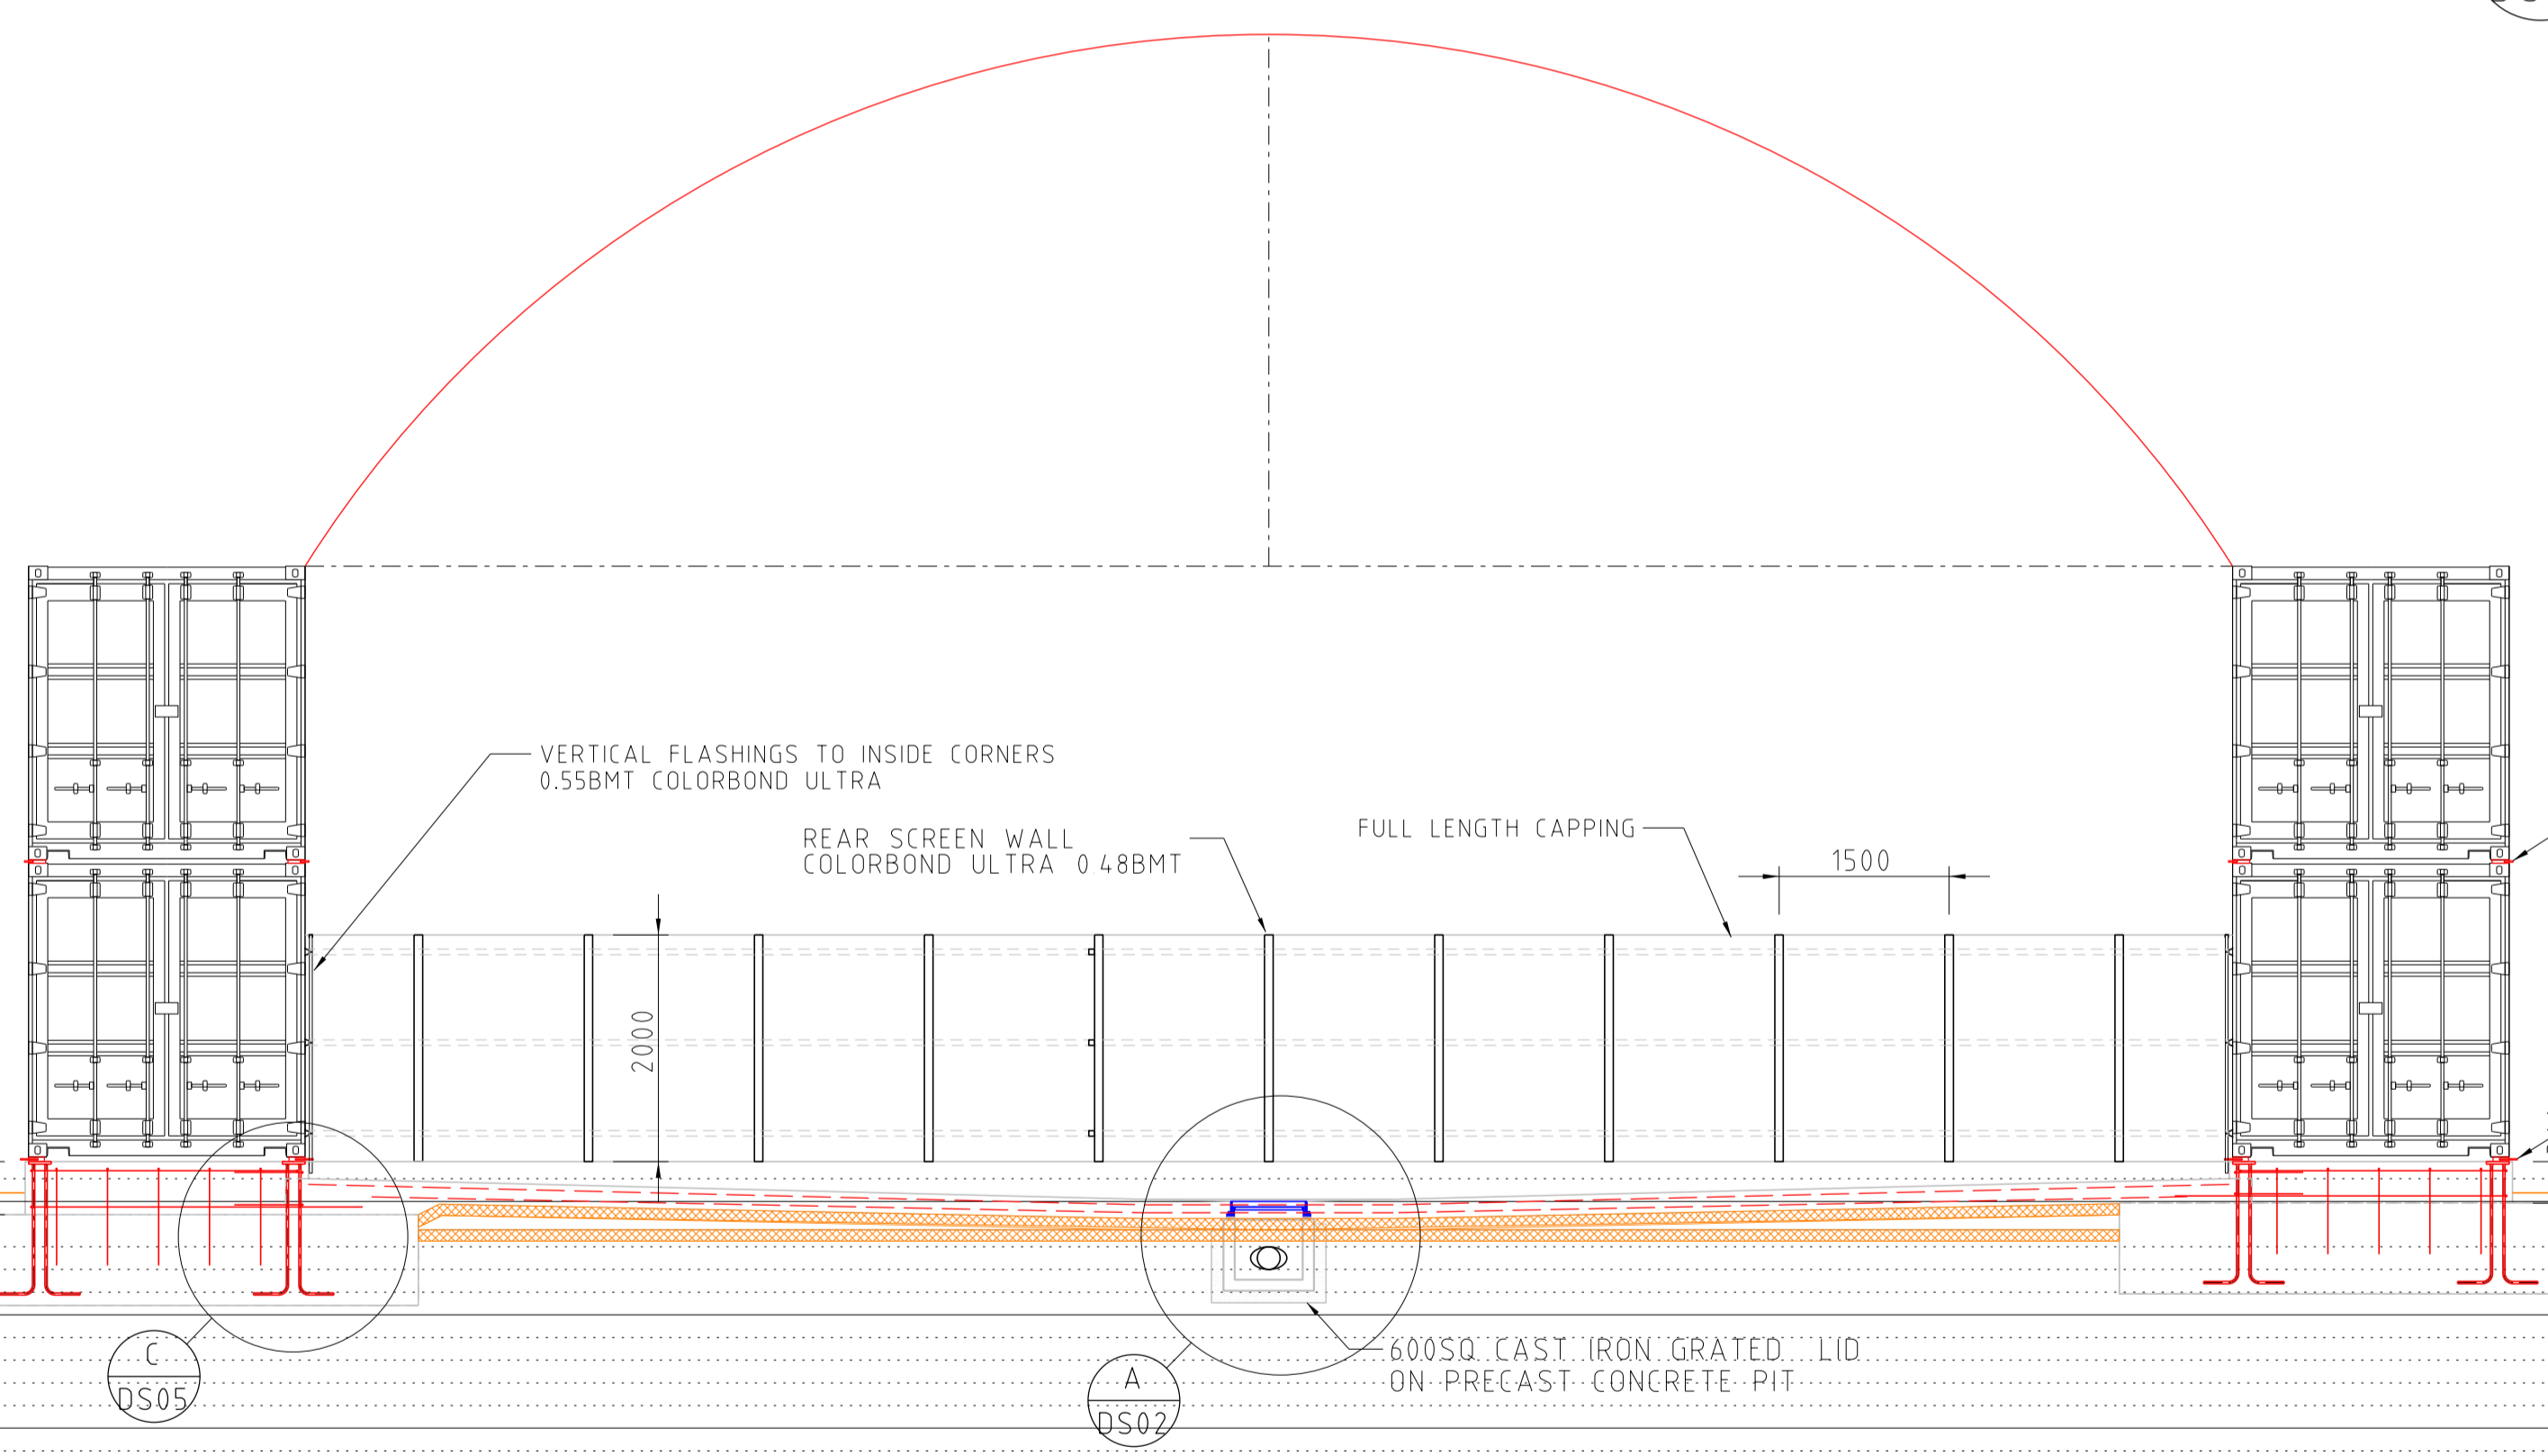 VERTICAL FLASHINGS TO INSIDE CORNERS
0.55BMT COLORBOND ULTRA
REAR SCREEN WALL
COLORBOND ULTRA 0.48BMT
FULL LENGTH CAPPING
1500
2000
600SQ CAST IRON GRATED LID
ON PRECAST CONCRETE PIT
C
DS05
A
DS02